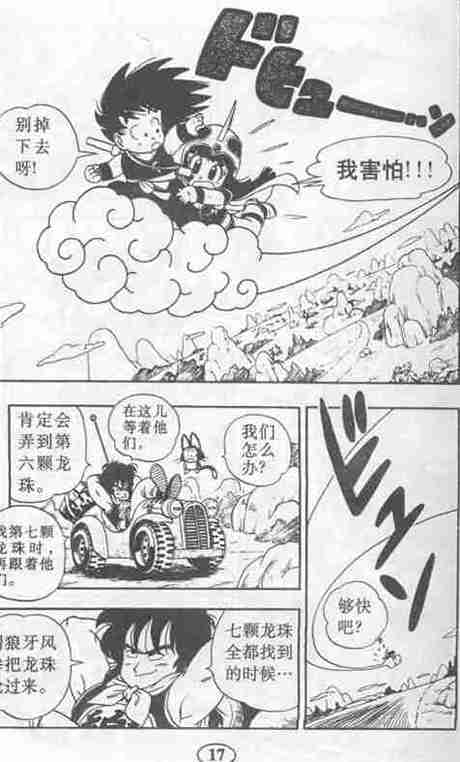 ドヒューーン
我害怕!!!
别掉
下去
呀!
ビューン
够快
吧?
我们
怎么
办?
在这儿
等着他
们。
肯定会
弄到第
六颗龙
珠。
第七颗
龙珠时,
再跟着他
们。
七颗龙珠
全都找到
的时候…
狼牙风
把龙珠
过来。
17